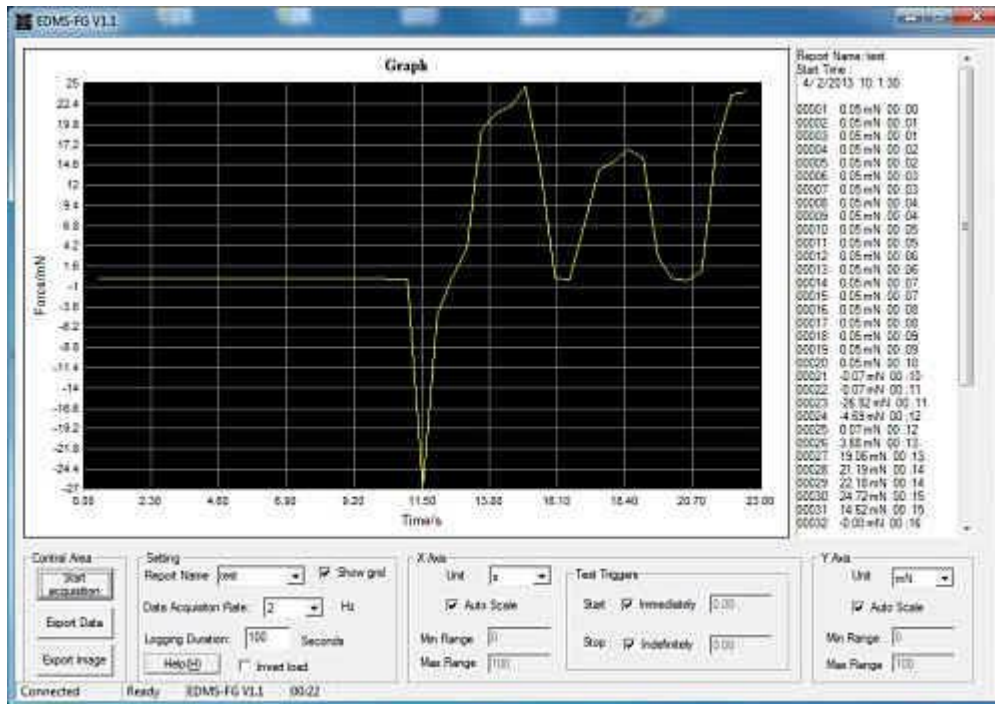 EDMS-FG V1.1
Graph
25
22.4
19.8
17.2
14.6
12
9.4
6.8
4.2
1.6
-1
-3.6
-6.2
-8.8
-11.4
-14
-16.6
-19.2
-21.8
-24.4
-27
Force/mN
0.00 2.30 4.60 6.90 9.20 11.50 13.80 16.10 18.40 20.70 23.00
Time/s
Report Name: test
Start Time :
4/ 2/2013 10: 1:30
00001 0.05 mN 00 :00
00002 0.05 mN 00 :01
00003 0.05 mN 00 :01
00004 0.05 mN 00 :02
00005 0.05 mN 00 :02
00006 0.05 mN 00 :03
00007 0.05 mN 00 :03
00008 0.05 mN 00 :04
00009 0.05 mN 00 :04
00010 0.05 mN 00 :05
00011 0.05 mN 00 :05
00012 0.05 mN 00 :06
00013 0.05 mN 00 :06
00014 0.05 mN 00 :07
00015 0.05 mN 00 :07
00016 0.05 mN 00 :08
00017 0.05 mN 00 :08
00018 0.05 mN 00 :09
00019 0.05 mN 00 :09
00020 0.05 mN 00 :10
00021 -0.07 mN 00 :10
00022 -0.07 mN 00 :11
00023 -26.92 mN 00 :11
00024 -4.69 mN 00 :12
00025 0.07 mN 00 :12
00026 3.88 mN 00 :13
00027 19.06 mN 00 :13
00028 21.19 mN 00 :14
00029 22.18 mN 00 :14
00030 24.72 mN 00 :15
00031 14.62 mN 00 :15
00032 mN 00 :16
Control Area
Start acquisition
Export Data
Export Image
Setting
Report Name test Show grid
Data Acquisition Rate: 2 Hz
Logging Duration: 100 Seconds
Help(H) Invert load
X Axis
Unit s
Auto Scale
Min Range 0
Max Range 100
Test Triggers
Start Immediately 0.00
Stop Indefinitely 0.00
Y Axis
Unit mN
Auto Scale
Min Range 0
Max Range 100
Connected Ready EDMS-FG V1.1 00:22